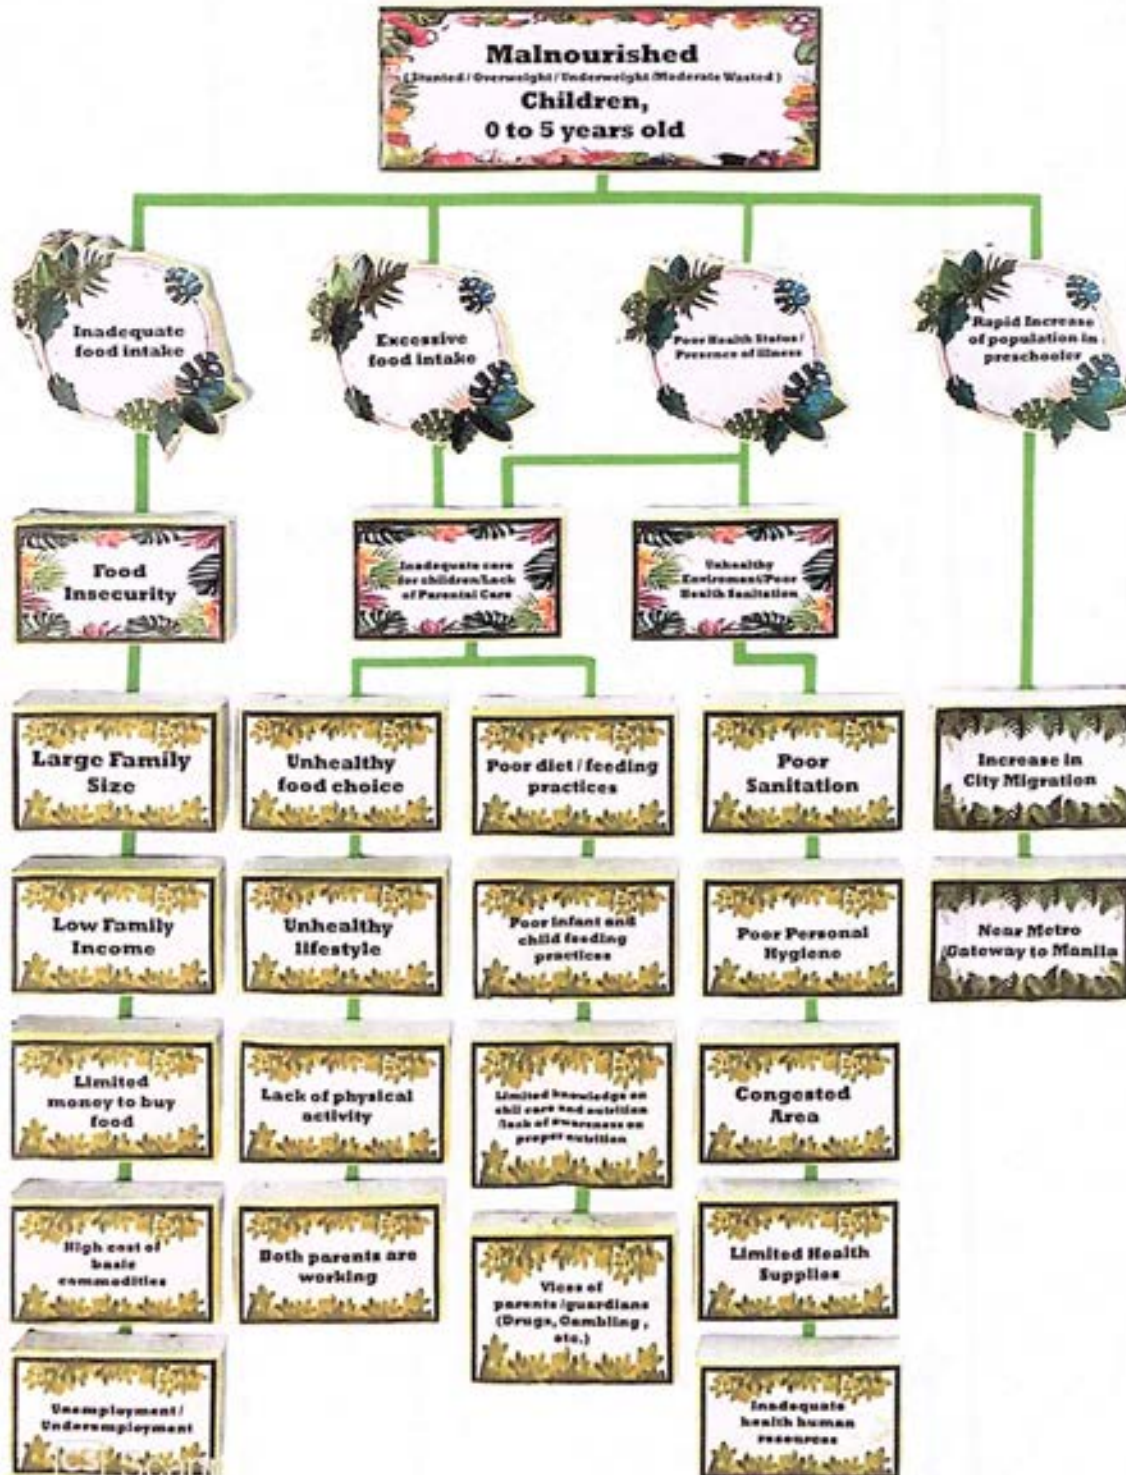 Malnourished
(Stunted / Overweight / Underweight /Moderate Wasted )
Children,
0 to 5 years old
Inadequate
food intake
Excessive
food intake
Poor Health Status /
Presence of illness
Rapid Increase
of population in
preschooler
Food
Insecurity
Inadequate care
for children/Lack
of Parental Care
Unhealthy
Enviroment/Poor
Health Sanitation
Large Family
Size
Unhealthy
food choice
Poor diet / feeding
practices
Poor
Sanitation
Increase in
City Migration
Low Family
Income
Unhealthy
lifestyle
Poor infant and
child feeding
practices
Poor Personal
Hygiene
Near Metro
/Gateway to Manila
Limited
money to buy
food
Lack of physical
activity
Limited knowledge on
chil care and nutrition
/lack of awareness on
proper nutrition
Congested
Area
High cost of
basic
commodities
Both parents are
working
Vices of
parents /guardians
(Drugs, Gambling ,
etc.)
Limited Health
Supplies
Unemployment /
Underemployment
Inadequate
health human
resources